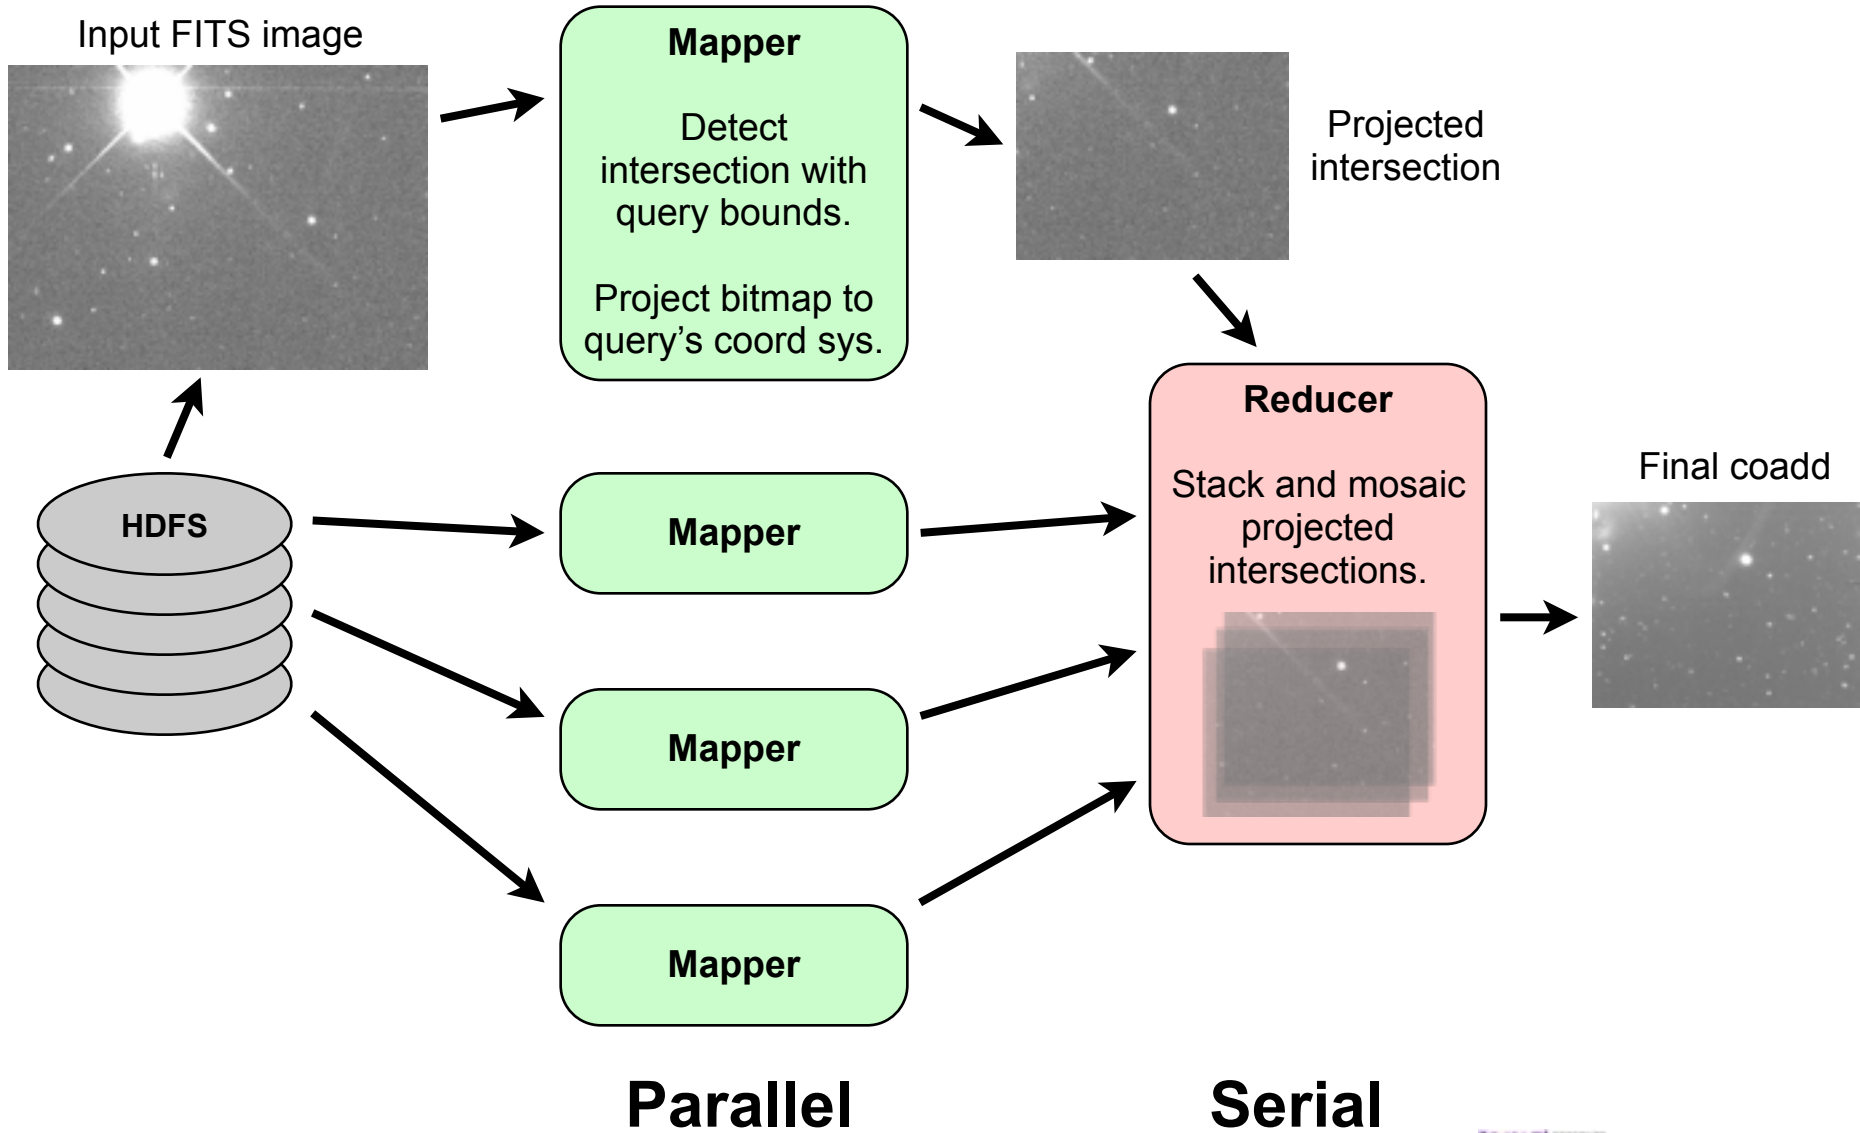 Input FITS image
Mapper
Detect
intersection with
query bounds.
Project bitmap to
query’s coord sys.
Projected
intersection
HDFS
Mapper
Mapper
Mapper
Reducer
Stack and mosaic
projected
intersections.
Final coadd
Parallel
Serial